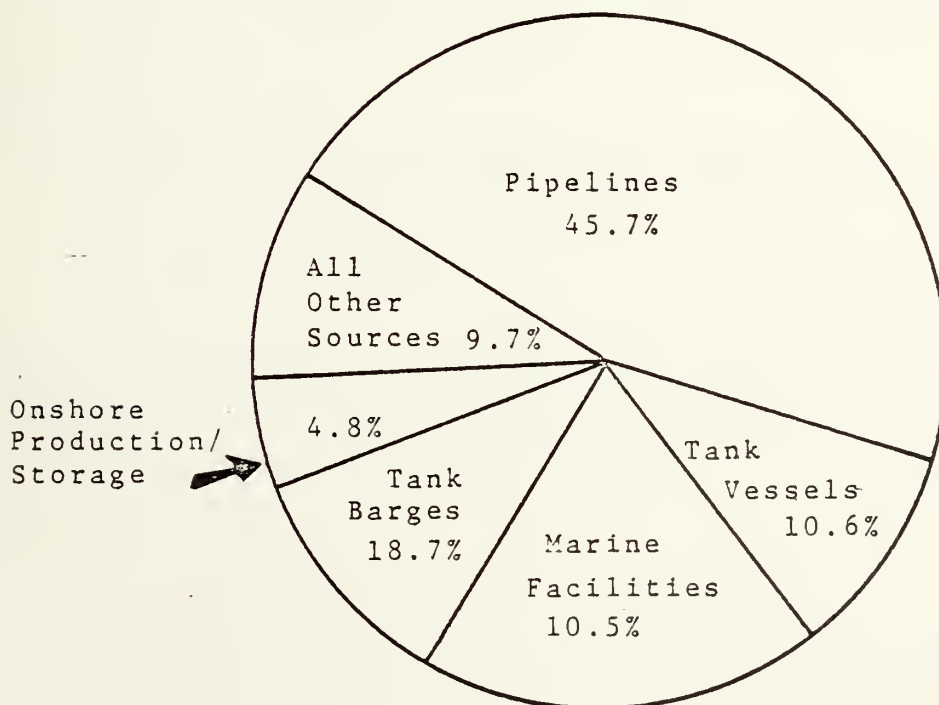 Pipelines
45.7%
All
Other
Sources 9.7%
Onshore
Production/
Storage
4.8%
Tank
Barges
18.7%
Marine
Facilities
10.5%
Tank
Vessels
10.6%